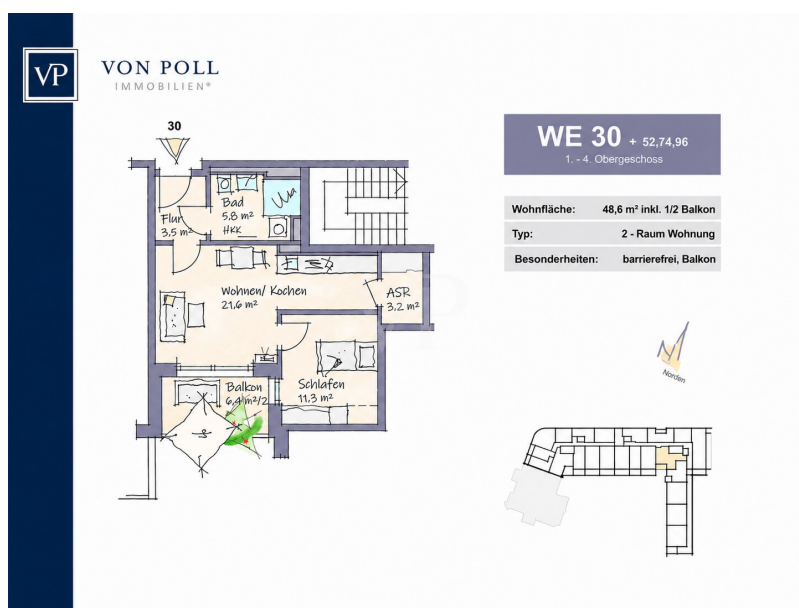 VP
VON POLL
IMMOBILIEN®
30
WE 30 + 52,74,96
1. - 4. Obergeschoss
Wohnfläche: 48,6 m² inkl. 1/2 Balkon
Typ: 2 - Raum Wohnung
Besonderheiten: barrierefrei, Balkon
Bad
5.8 m²
HKK
Flur
3,5 m²
Wohnen/ Kochen
21,6 m²
ASR
3,2 m²
Balkon
6,4 m²/2
Schlafen
11,3 m²
Norden